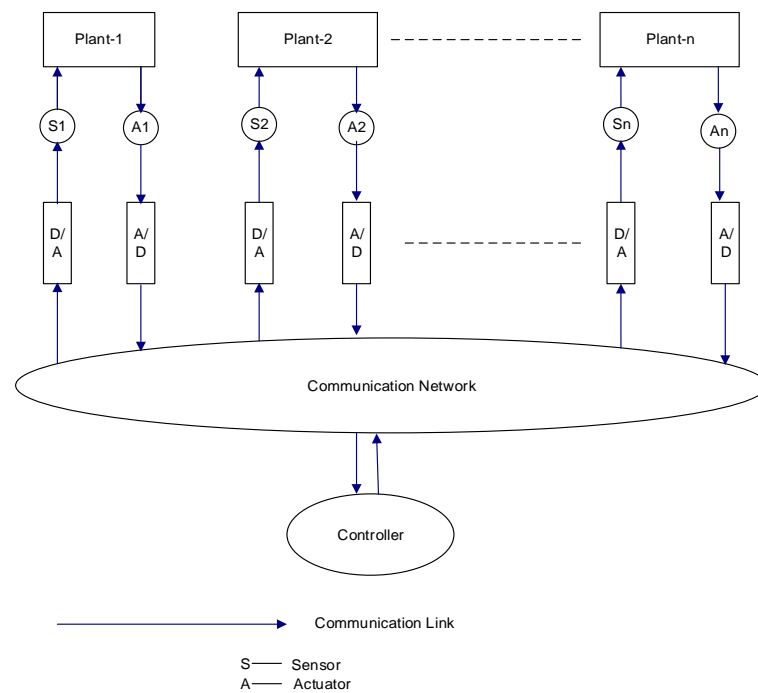 Plant-1
Plant-2
Plant-n
S1
A1
S2
A2
Sn
An
D/
A
A/
D
D/
A
A/
D
D/
A
A/
D
Communication Network
Controller
Communication Link
S Sensor
A Actuator